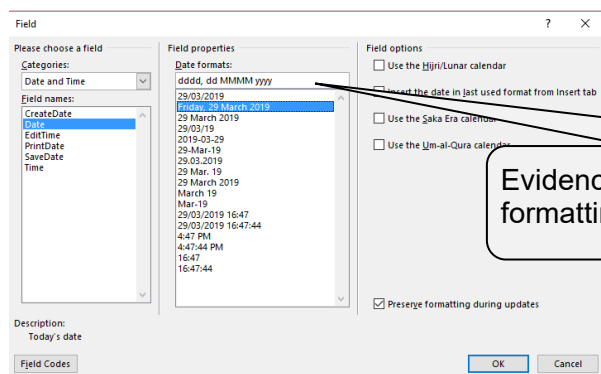 Field ? ×
Please choose a field
Categories:
Date and Time
Field names:
CreateDate
Date
EditTime
PrintDate
SaveDate
Time
Field properties
Date formats:
dddd, dd MMMM yyyy
29/03/2019
Friday, 29 March 2019
29 March 2019
29/03/19
2019-03-29
29-Mar-19
29.03.2019
29 Mar. 19
29 March 2019
March 19
Mar-19
29/03/2019 16:47
29/03/2019 16:47:44
4:47 PM
4:47:44 PM
16:47
16:47:44
Field options
Use the Hijri/Lunar calendar
Insert the date in last used format from Insert tab
Use the Saka Era calendar
Use the Um-al-Qura calendar
Evidenc
formatti
Preserve formatting during updates
Description:
Today's date
Field Codes
OK
Cancel